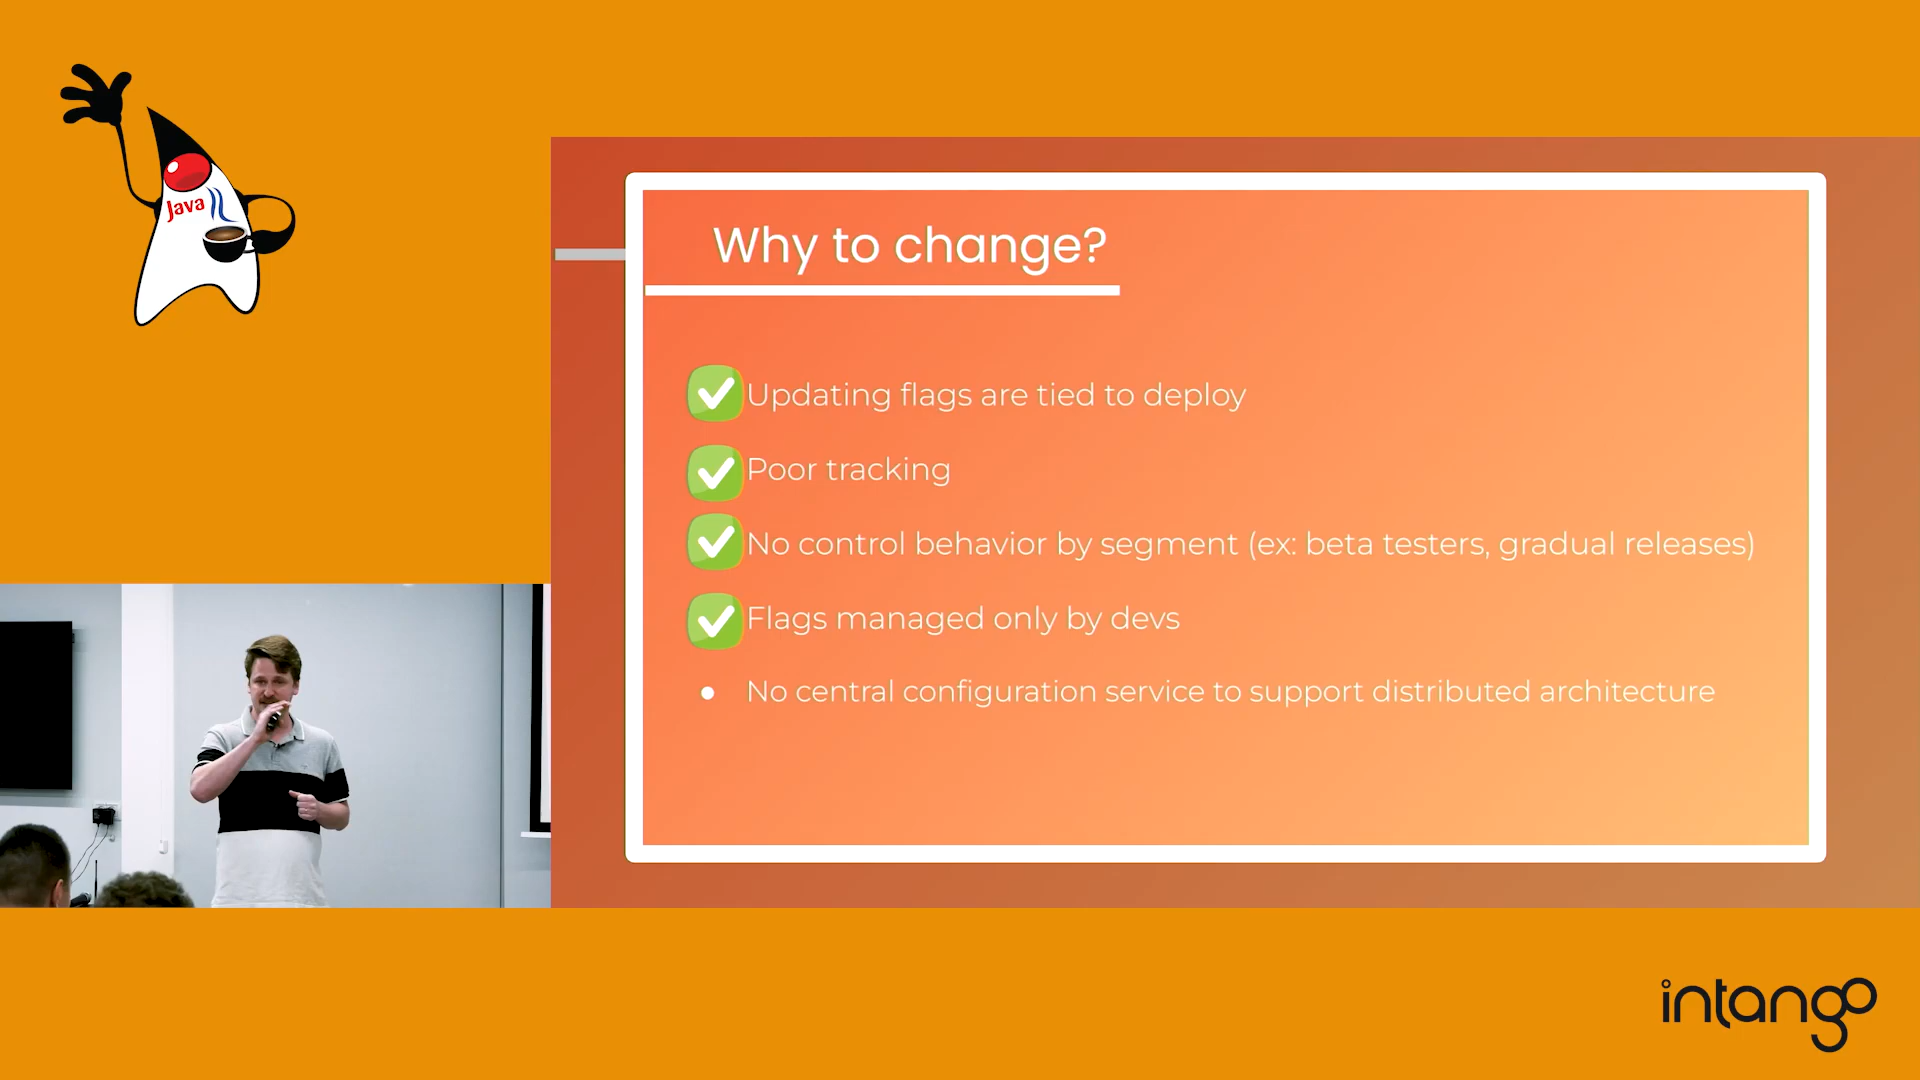 Java
Why to change?
Updating flags are tied to deploy
Poor tracking
No control behavior by segment (ex: beta testers, gradual releases)
Flags managed only by devs
No central configuration service to support distributed architecture
intango